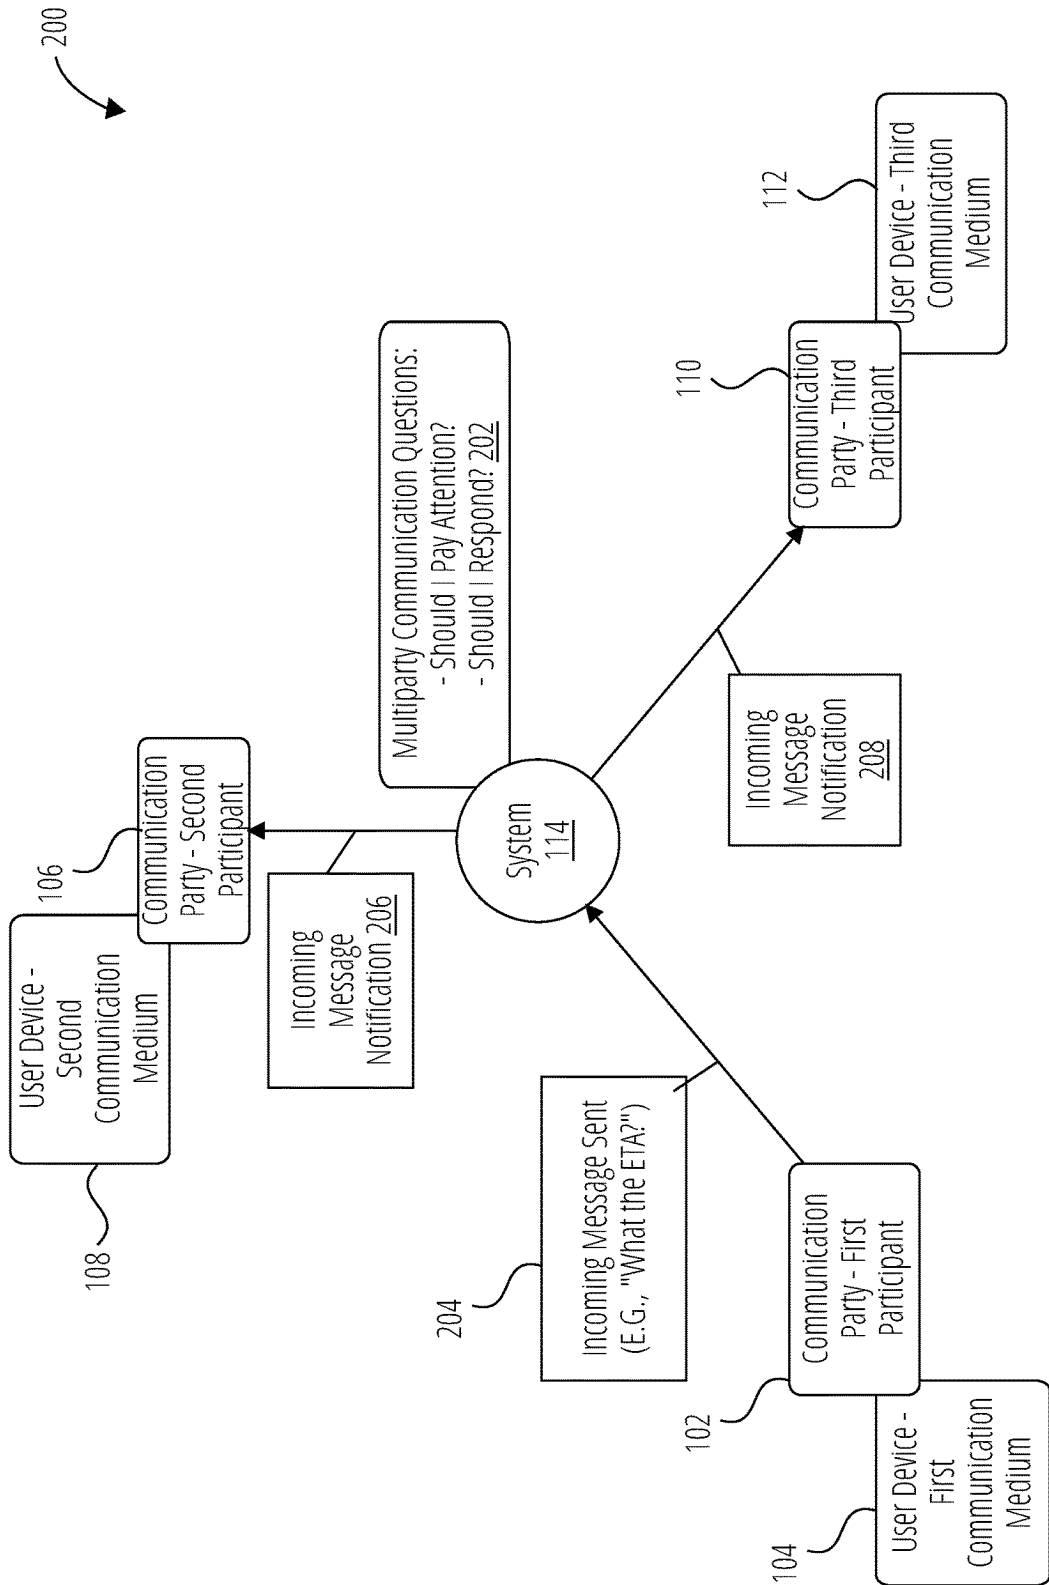 200
User Device -
Second
Communication
Medium
108
106
Communication
Party - Second
Participant
Incoming
Message
Notification 206
Multiparty Communication Questions:
- Should I Pay Attention?
- Should I Respond? 202
System
114
204
Incoming Message Sent
(E.G., "What the ETA?")
102
Communication
Party - First
Participant
104
User Device -
First
Communication
Medium
Incoming
Message
Notification
208
110
Communication
Party - Third
Participant
112
User Device - Third
Communication
Medium